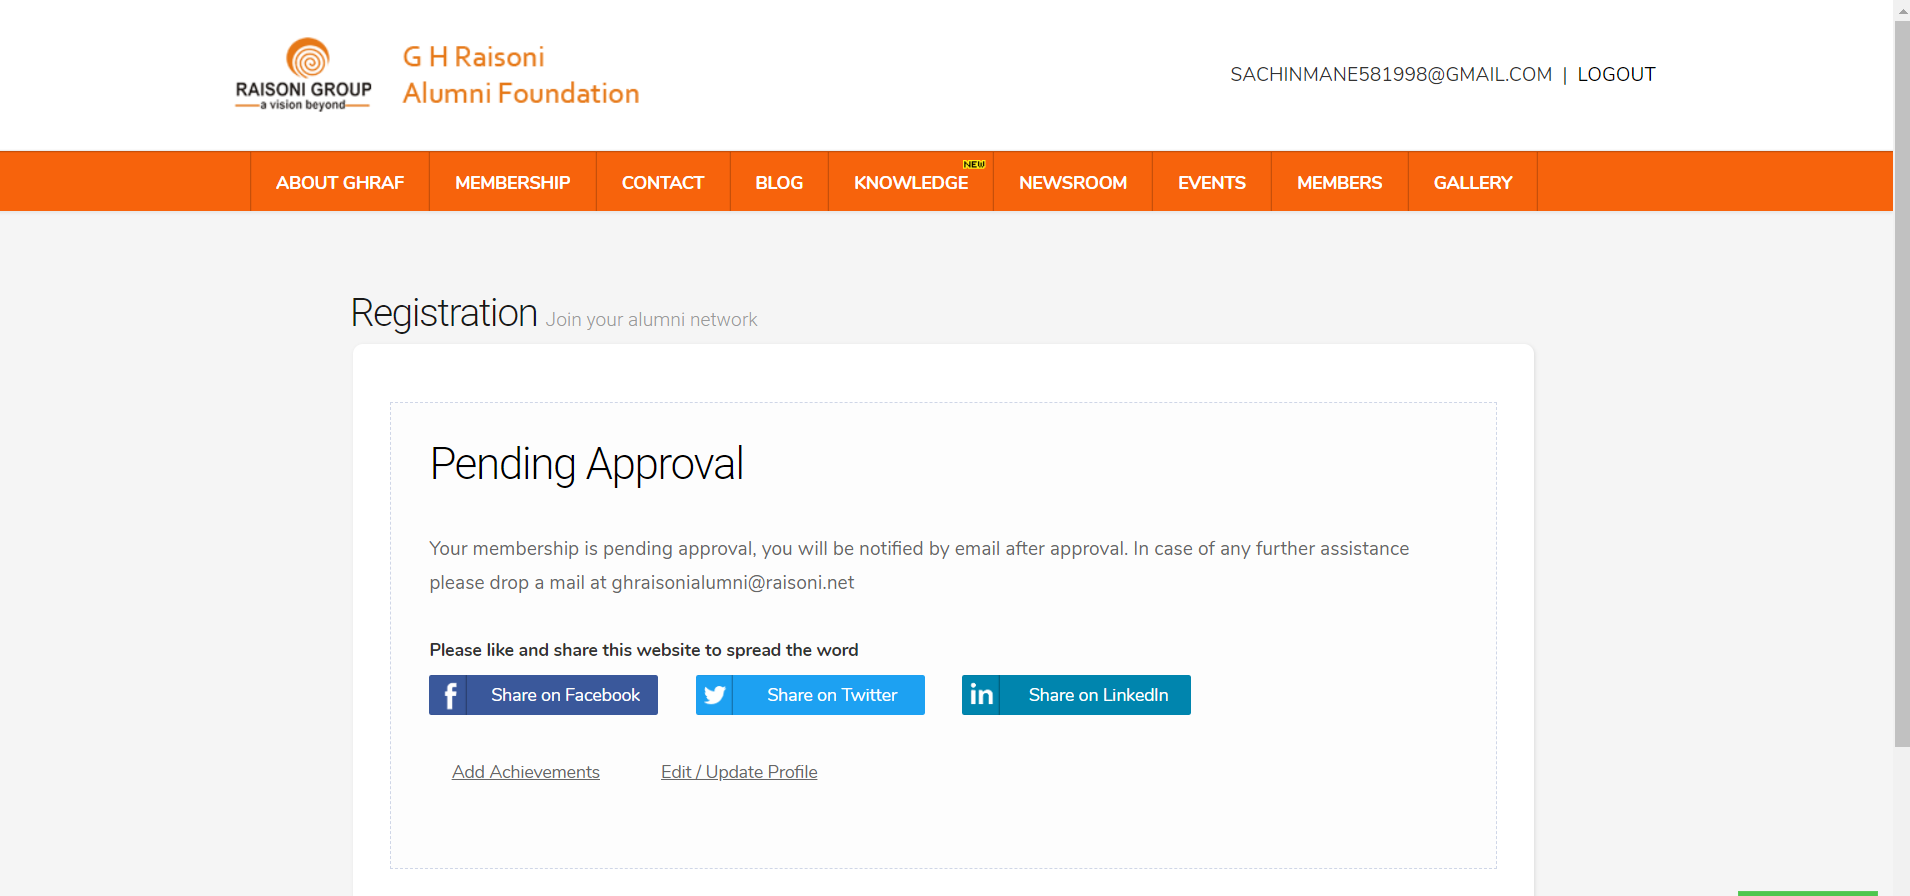 RAISONI GROUP
a vision beyond
G H Raisoni
Alumni Foundation
SACHINMANE581998@GMAIL.COM | LOGOUT
ABOUT GHRAF MEMBERSHIP CONTACT BLOG KNOWLEDGE NEW NEWSROOM EVENTS MEMBERS GALLERY
Registration Join your alumni network
Pending Approval
Your membership is pending approval, you will be notified by email after approval. In case of any further assistance
please drop a mail at ghraisonialumni@raisoni.net
Please like and share this website to spread the word
f Share on Facebook Share on Twitter in Share on LinkedIn
Add Achievements Edit / Update Profile